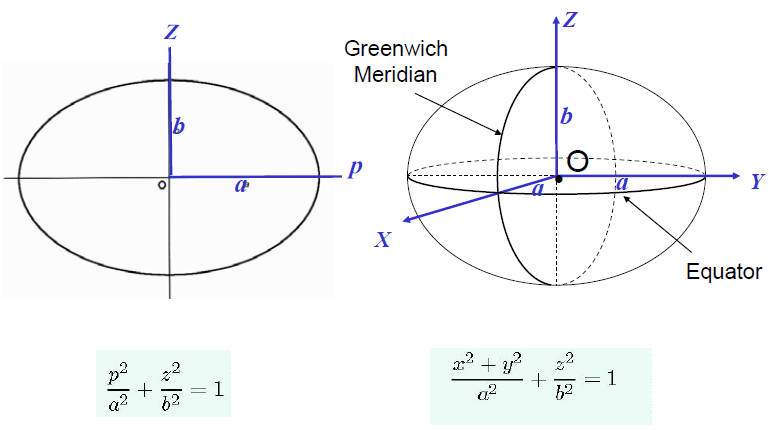 Z
b
a
p
o
Z
Greenwich
Meridian
b
O
a
a
Y
X
Equator
p²/a² + z²/b² = 1
x² + y²/a² + z²/b² = 1